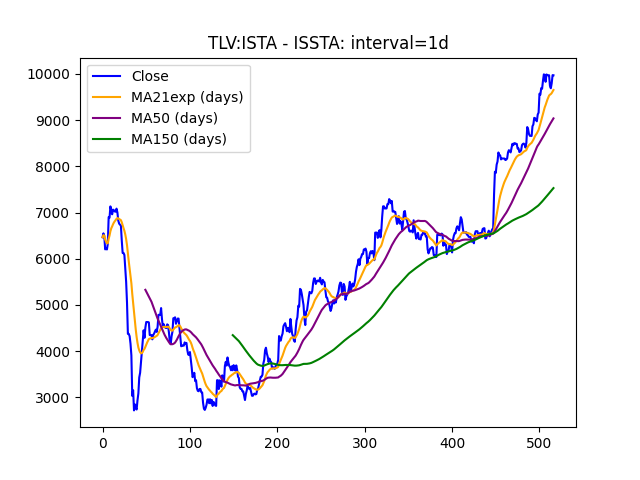 TLV:ISTA - ISSTA: interval=1d
Close
MA21exp (days)
MA50 (days)
MA150 (days)
10000
9000
8000
7000
6000
5000
4000
3000
0 100 200 300 400 500